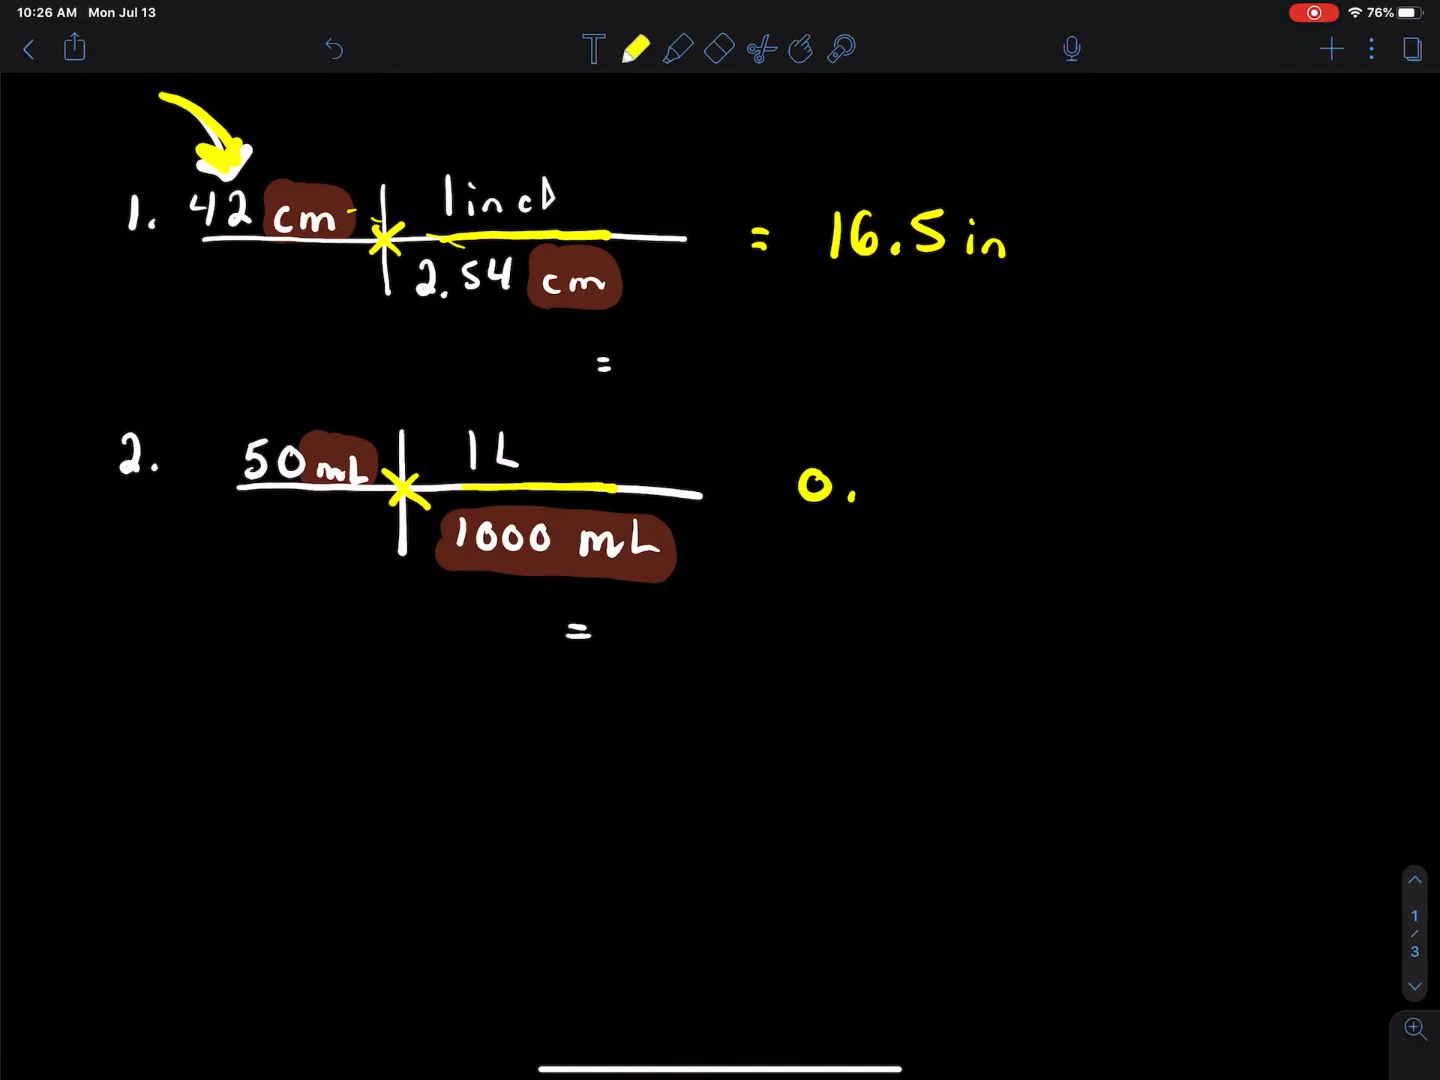 10:26 AM Mon Jul 13
76%
1. 42 cm × 1 inch = 16.5 in
2.54 cm
=
2. 50 mL × 1 L 0.
1000 mL
=
1
/
3